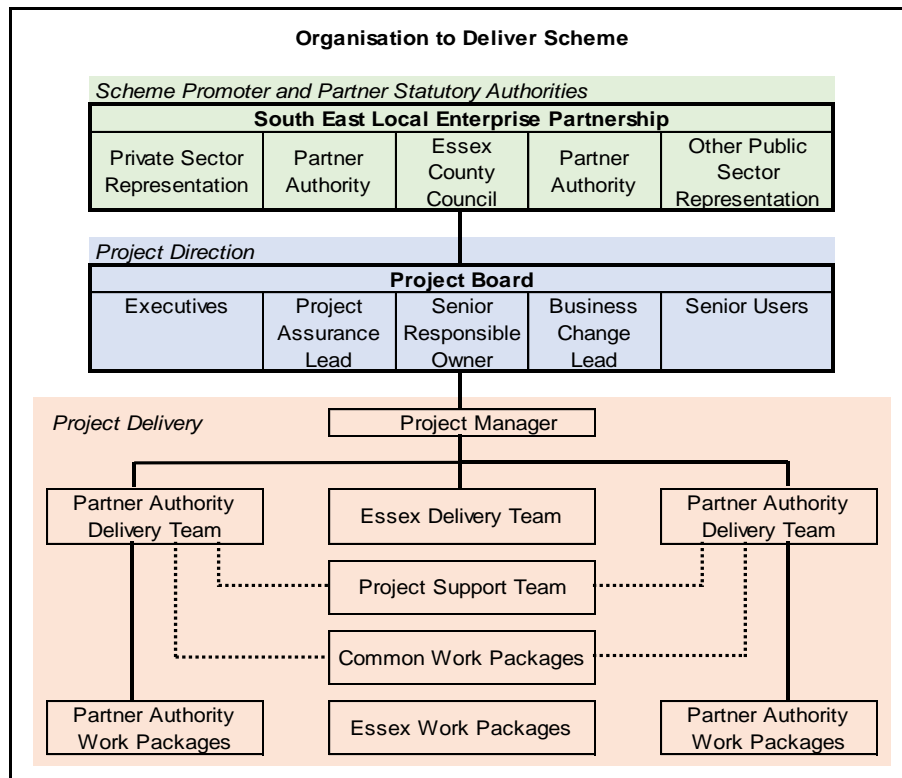 Organisation to Deliver Scheme
Scheme Promoter and Partner Statutory Authorities
South East Local Enterprise Partnership
Private Sector
Representation
Partner
Authority
Essex
County
Council
Partner
Authority
Other Public
Sector
Representation
Project Direction
Project Board
Executives
Project
Assurance
Lead
Senior
Responsible
Owner
Business
Change
Lead
Senior Users
Project Delivery
Project Manager
Partner Authority
Delivery Team
Essex Delivery Team
Partner Authority
Delivery Team
Project Support Team
Common Work Packages
Partner Authority
Work Packages
Essex Work Packages
Partner Authority
Work Packages